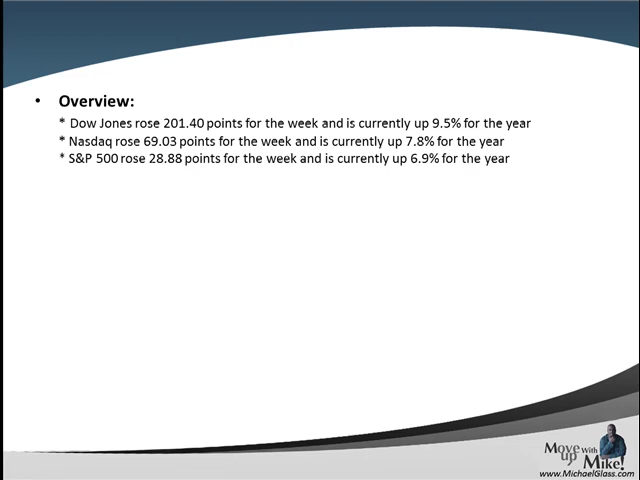 • Overview:
* Dow Jones rose 201.40 points for the week and is currently up 9.5% for the year
* Nasdaq rose 69.03 points for the week and is currently up 7.8% for the year
* S&P 500 rose 28.88 points for the week and is currently up 6.9% for the year
Move up With Mike!
www.MichaelGlass.com